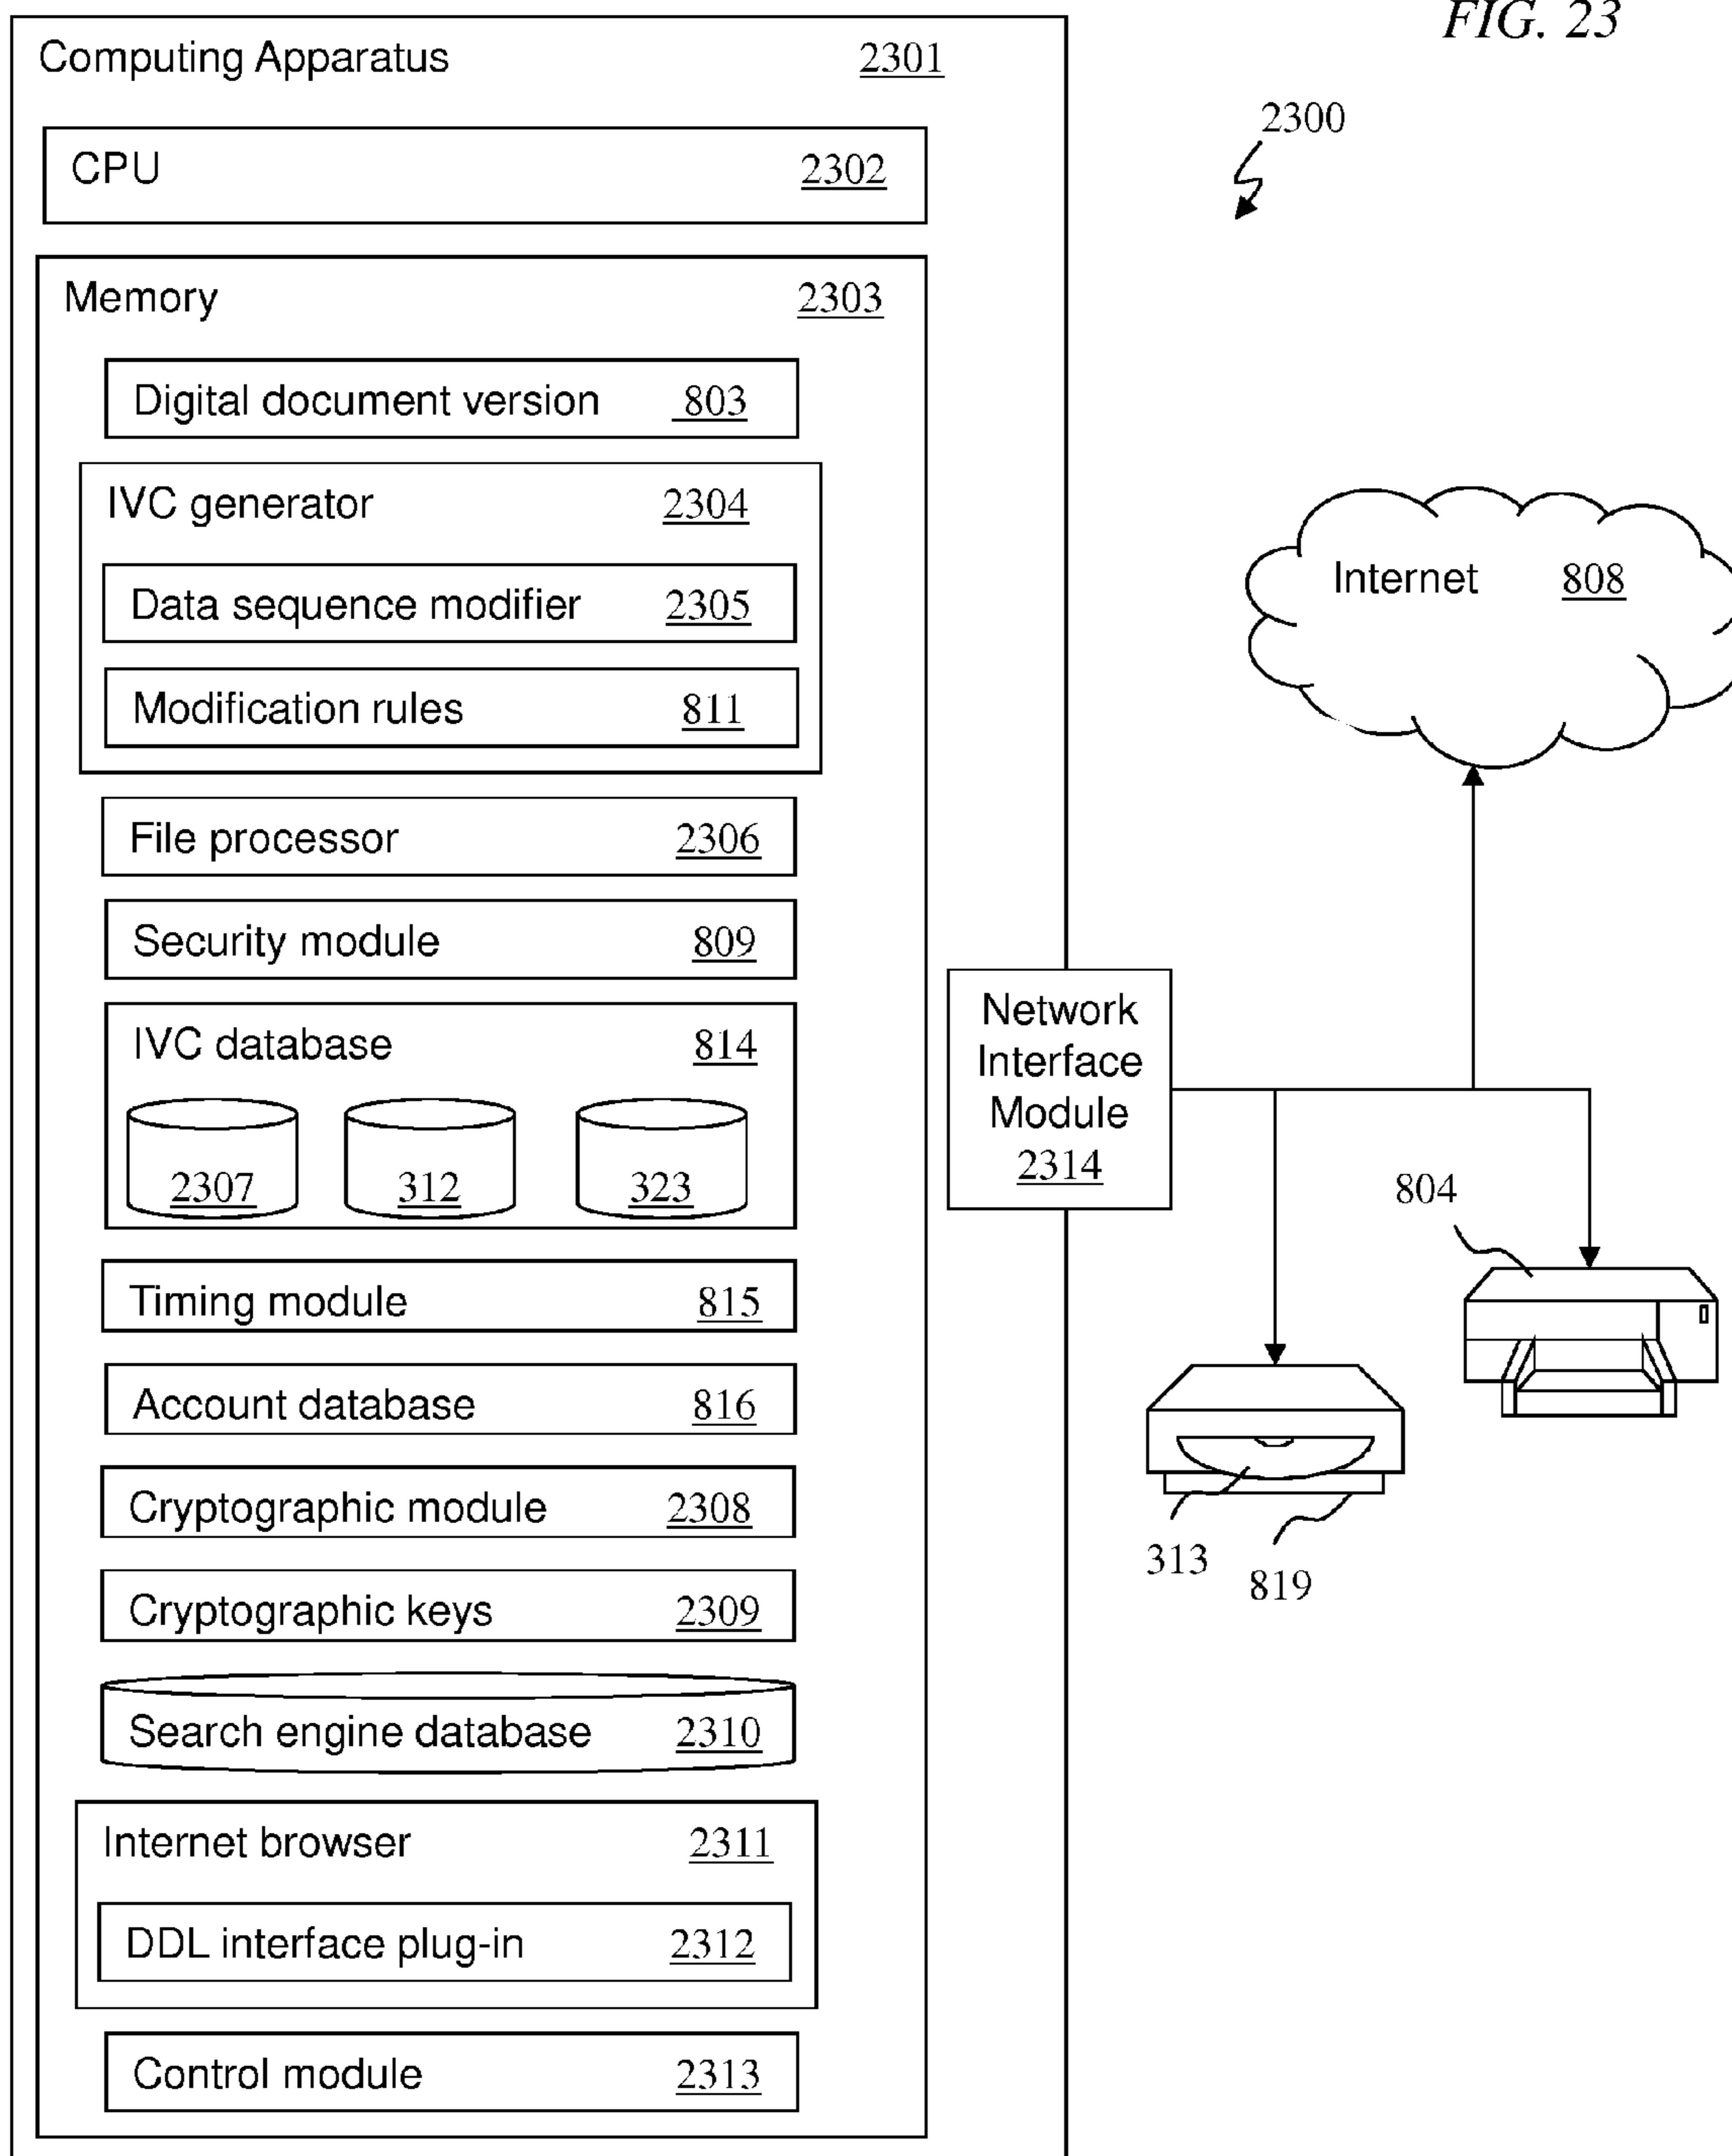 FIG. 23
Computing Apparatus 2301
2300
CPU 2302
Memory 2303
Digital document version 803
IVC generator 2304
Data sequence modifier 2305
Modification rules 811
File processor 2306
Security module 809
IVC database 814
2307 312 323
Timing module 815
Account database 816
Cryptographic module 2308
Cryptographic keys 2309
Search engine database 2310
Internet browser 2311
DDL interface plug-in 2312
Control module 2313
Network
Interface
Module
2314
Internet 808
804
313
819